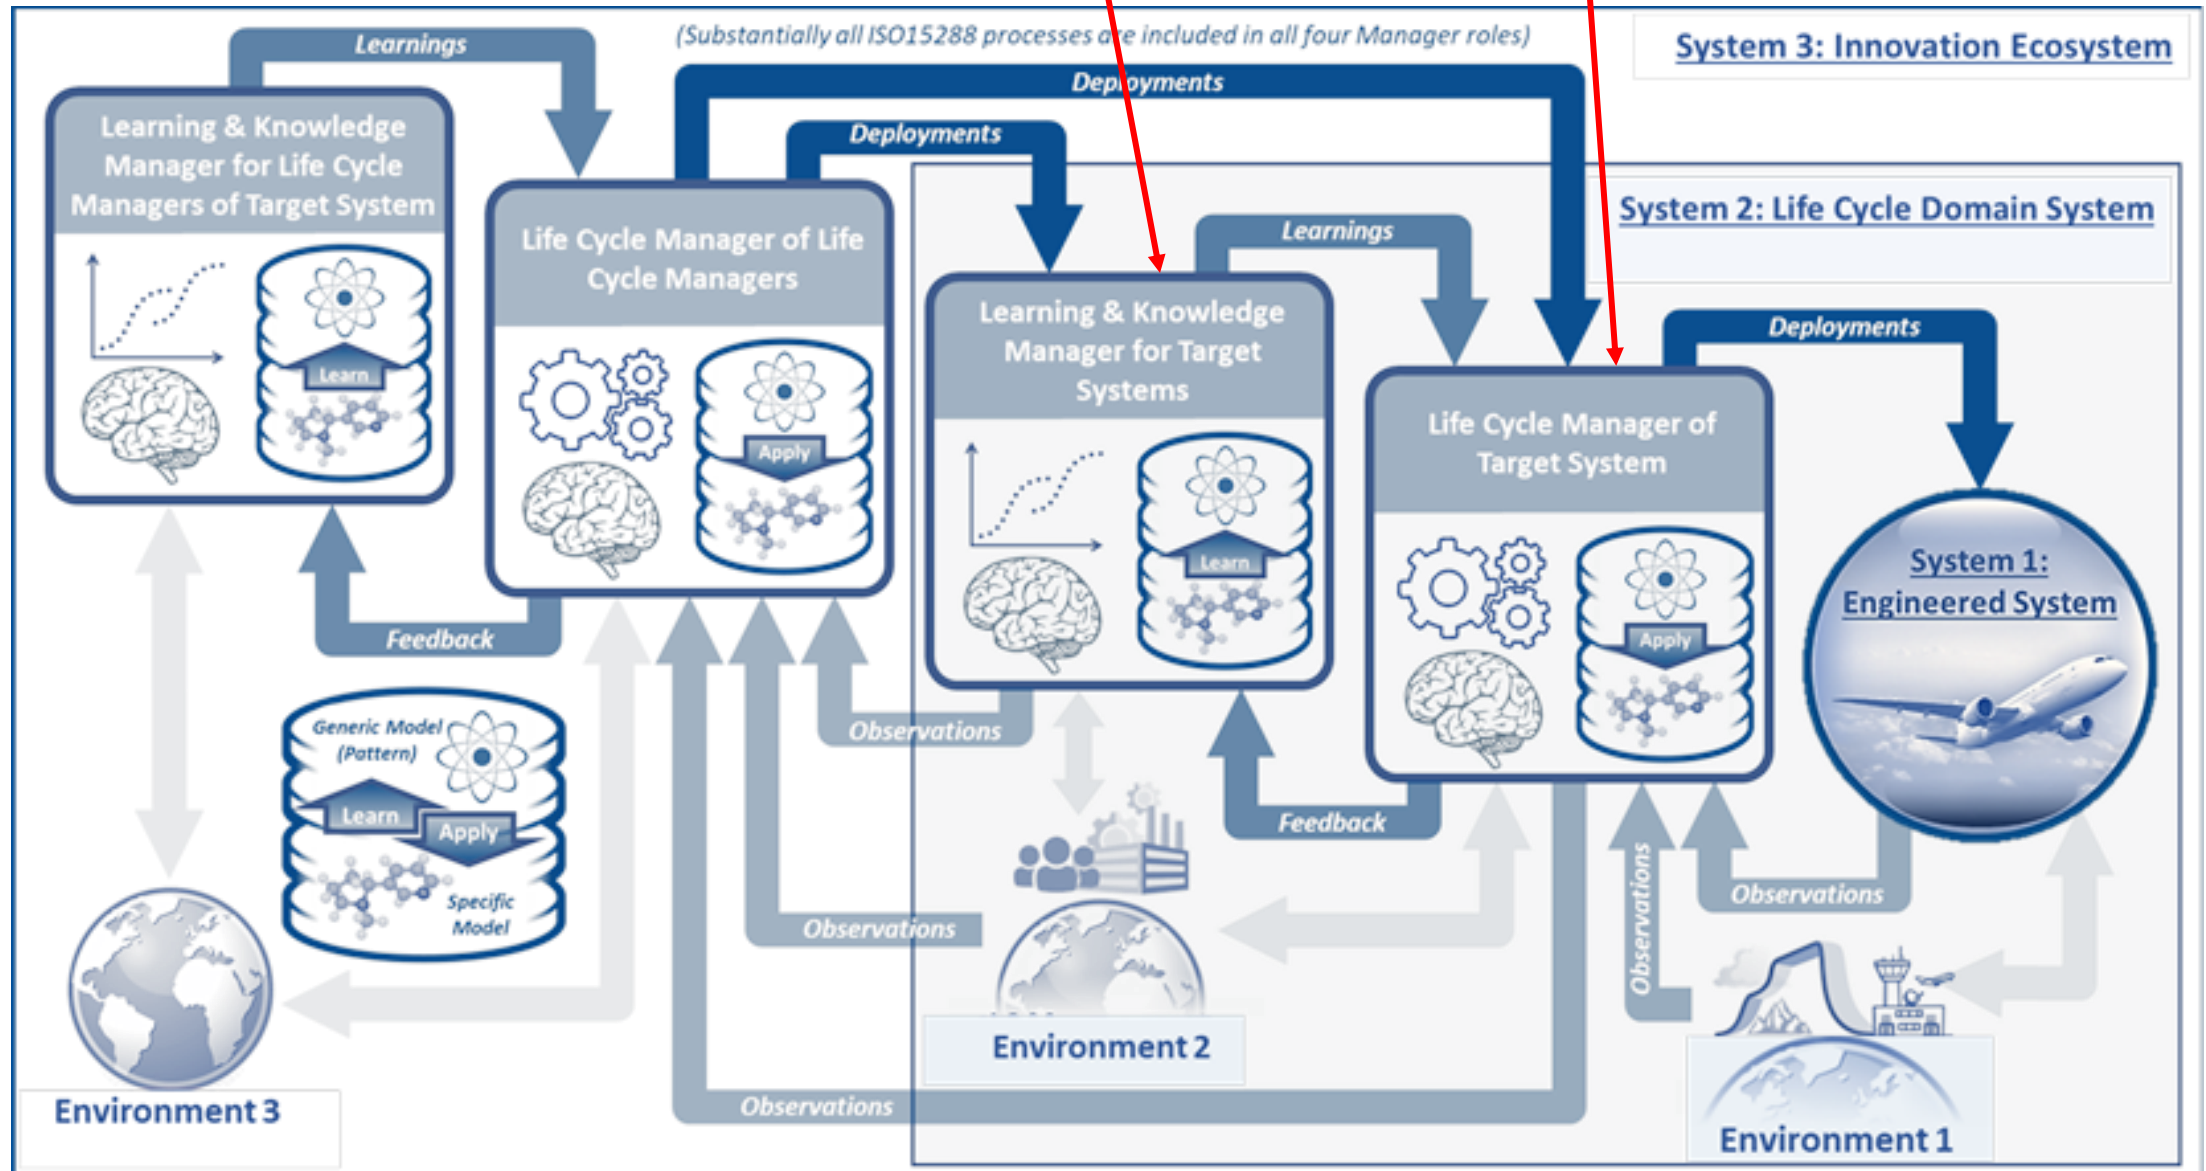 Learnings
(Substantially all ISO15288 processes are included in all four Manager roles)
System 3: Innovation Ecosystem
Deployments
Learning & Knowledge
Manager for Life Cycle
Managers of Target System
Deployments
Life Cycle Manager of Life
Cycle Managers
System 2: Life Cycle Domain System
Learnings
Learning & Knowledge
Manager for Target
Systems
Deployments
Learn
Apply
Life Cycle Manager of
Target System
Learn
System 1:
Engineered System
Apply
Feedback
Generic Model
(Pattern)
Learn
Apply
Specific
Model
Observations
Feedback
Observations
Observations
Observations
Environment 2
Environment 3
Observations
Environment 1